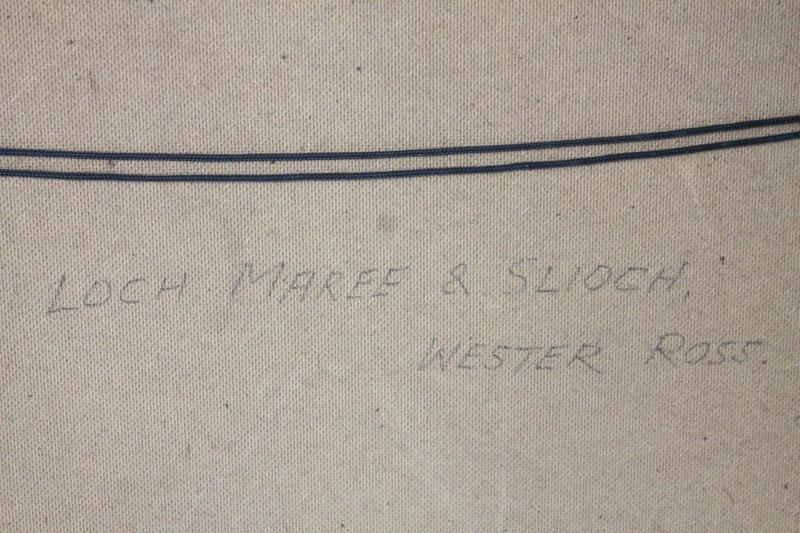 LOCH MAREE & SLIOCH,
WESTER ROSS.